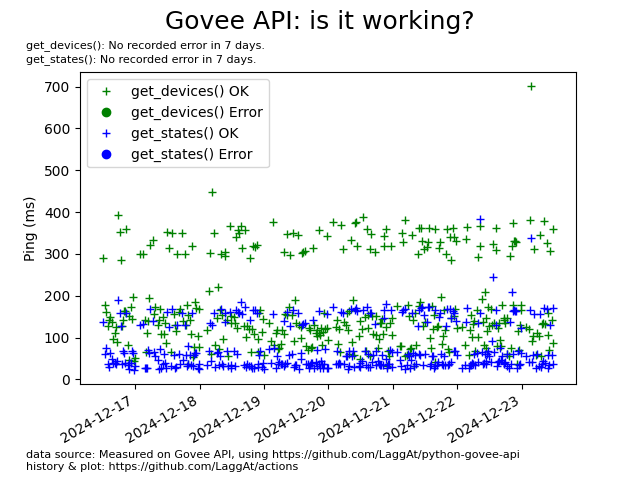 Govee API: is it working?
get_devices(): No recorded error in 7 days.
get_states(): No recorded error in 7 days.
get_devices() OK
get_devices() Error
get_states() OK
get_states() Error
Ping (ms)
700
600
500
400
300
200
100
0
2024-12-17
2024-12-18
2024-12-19
2024-12-20
2024-12-21
2024-12-22
2024-12-23
data source: Measured on Govee API, using https://github.com/LaggAt/python-govee-api
history & plot: https://github.com/LaggAt/actions